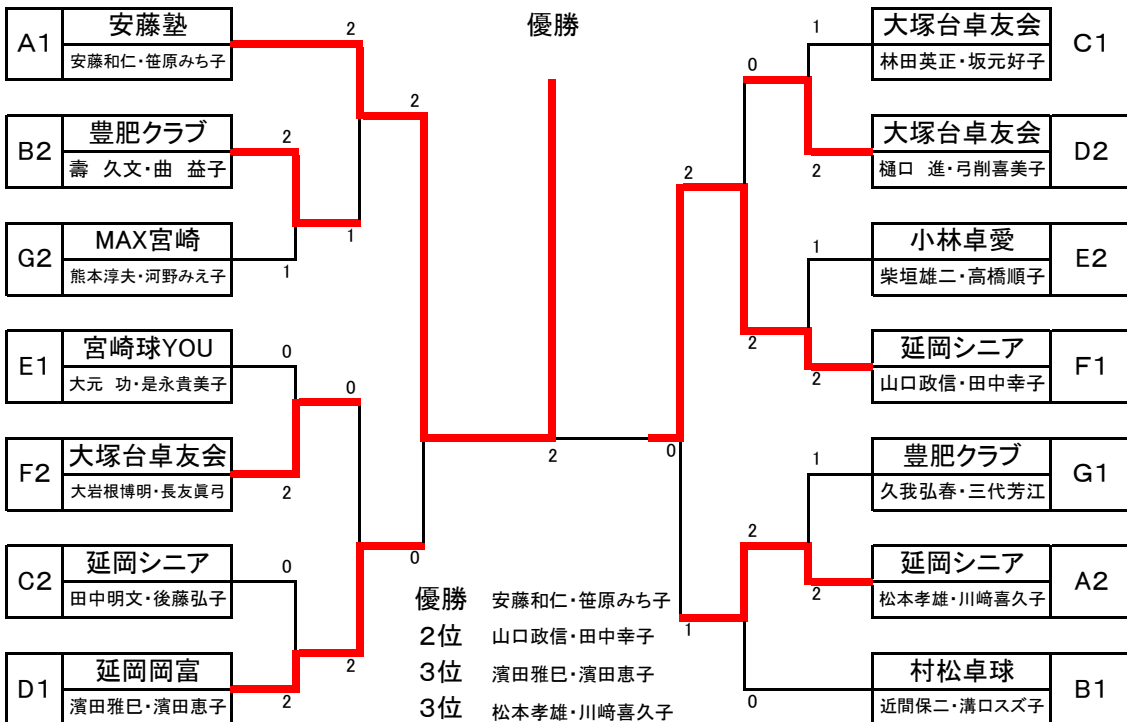 優勝
A1
安藤塾
安藤和仁・笹原みち子
2
B2
豊肥クラブ
壽　久文・曲　益子
2
2
G2
MAX宮崎
熊本淳夫・河野みえ子
1
1
E1
宮崎球YOU
大元　功・是永貴美子
0
0
F2
大塚台卓友会
大岩根博明・長友眞弓
2
C2
延岡シニア
田中明文・後藤弘子
0
0
D1
延岡岡富
濱田雅巳・濱田恵子
2
2
2
0
1
大塚台卓友会
林田英正・坂元好子
C1
0
大塚台卓友会
樋口　進・弓削喜美子
D2
2
2
1
小林卓愛
柴垣雄二・高橋順子
E2
2
延岡シニア
山口政信・田中幸子
F1
2
1
豊肥クラブ
久我弘春・三代芳江
G1
2
延岡シニア
松本孝雄・川﨑喜久子
A2
2
1
村松卓球
近間保二・溝口スズ子
B1
0
優勝　安藤和仁・笹原みち子
2位　山口政信・田中幸子
3位　濱田雅巳・濱田恵子
3位　松本孝雄・川﨑喜久子